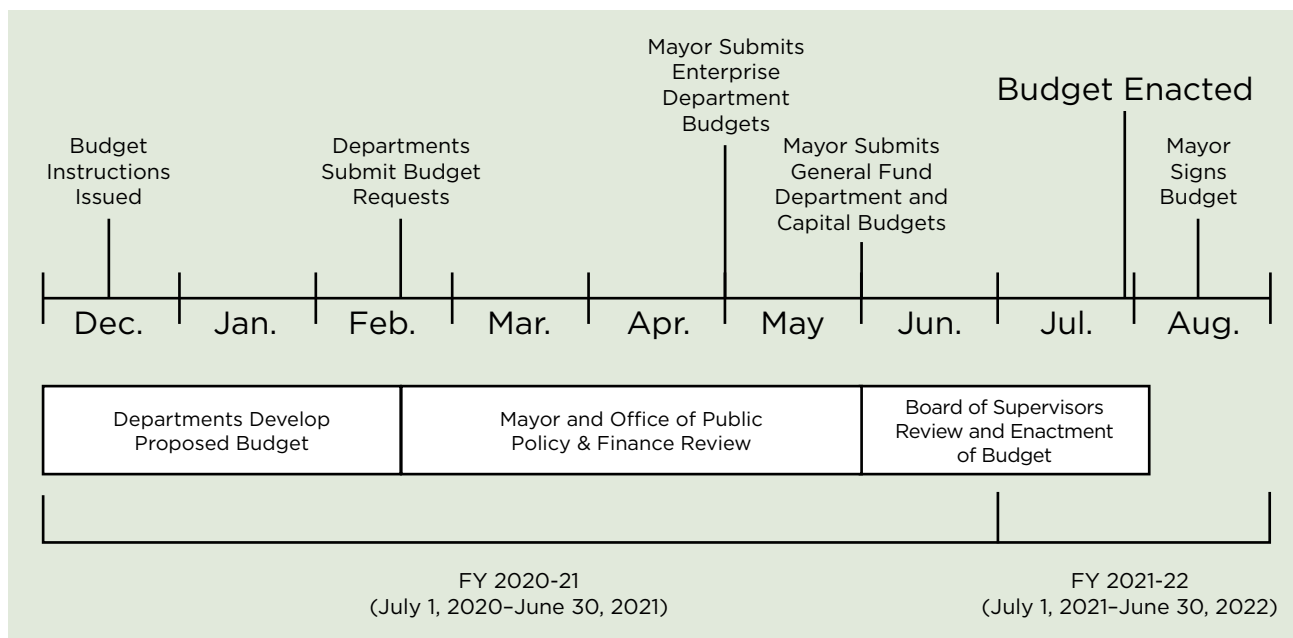 Mayor Submits
Enterprise
Department
Budgets
Budget Enacted
Budget
Instructions
Issued
Departments
Submit Budget
Requests
Mayor Submits
General Fund
Department and
Capital Budgets
Mayor
Signs
Budget
Dec.
Jan.
Feb.
Mar.
Apr.
May
Jun.
Jul.
Aug.
Departments Develop
Proposed Budget
Mayor and Office of Public
Policy & Finance Review
Board of Supervisors
Review and Enactment
of Budget
FY 2020-21
(July 1, 2020–June 30, 2021)
FY 2021-22
(July 1, 2021–June 30, 2022)